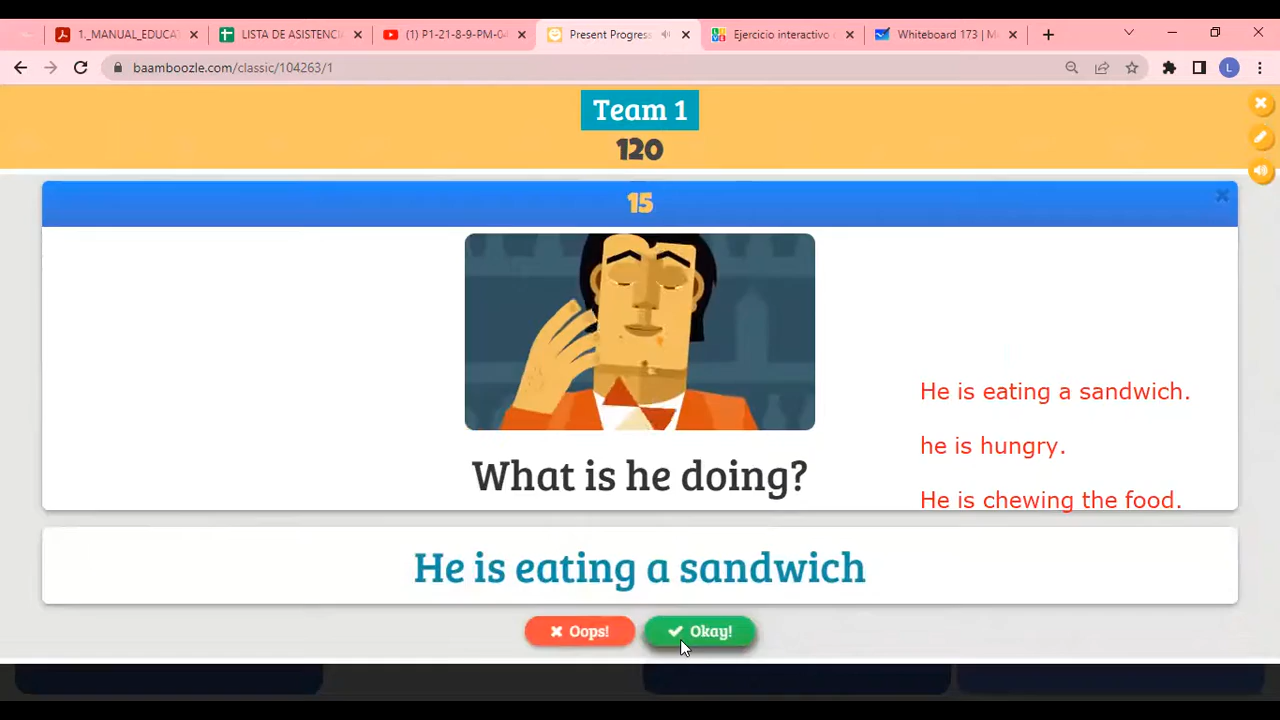 1._MANUAL_EDUCAT
LISTA DE ASISTENCI
(1) P1-21-8-9-PM-04
Present Progress
Ejercicio interactivo d
Whiteboard 173 | M
baamboozle.com/classic/104263/1
L
Team 1
120
15
He is eating a sandwich.
he is hungry.
What is he doing?
He is chewing the food.
He is eating a sandwich
Oops!
Okay!